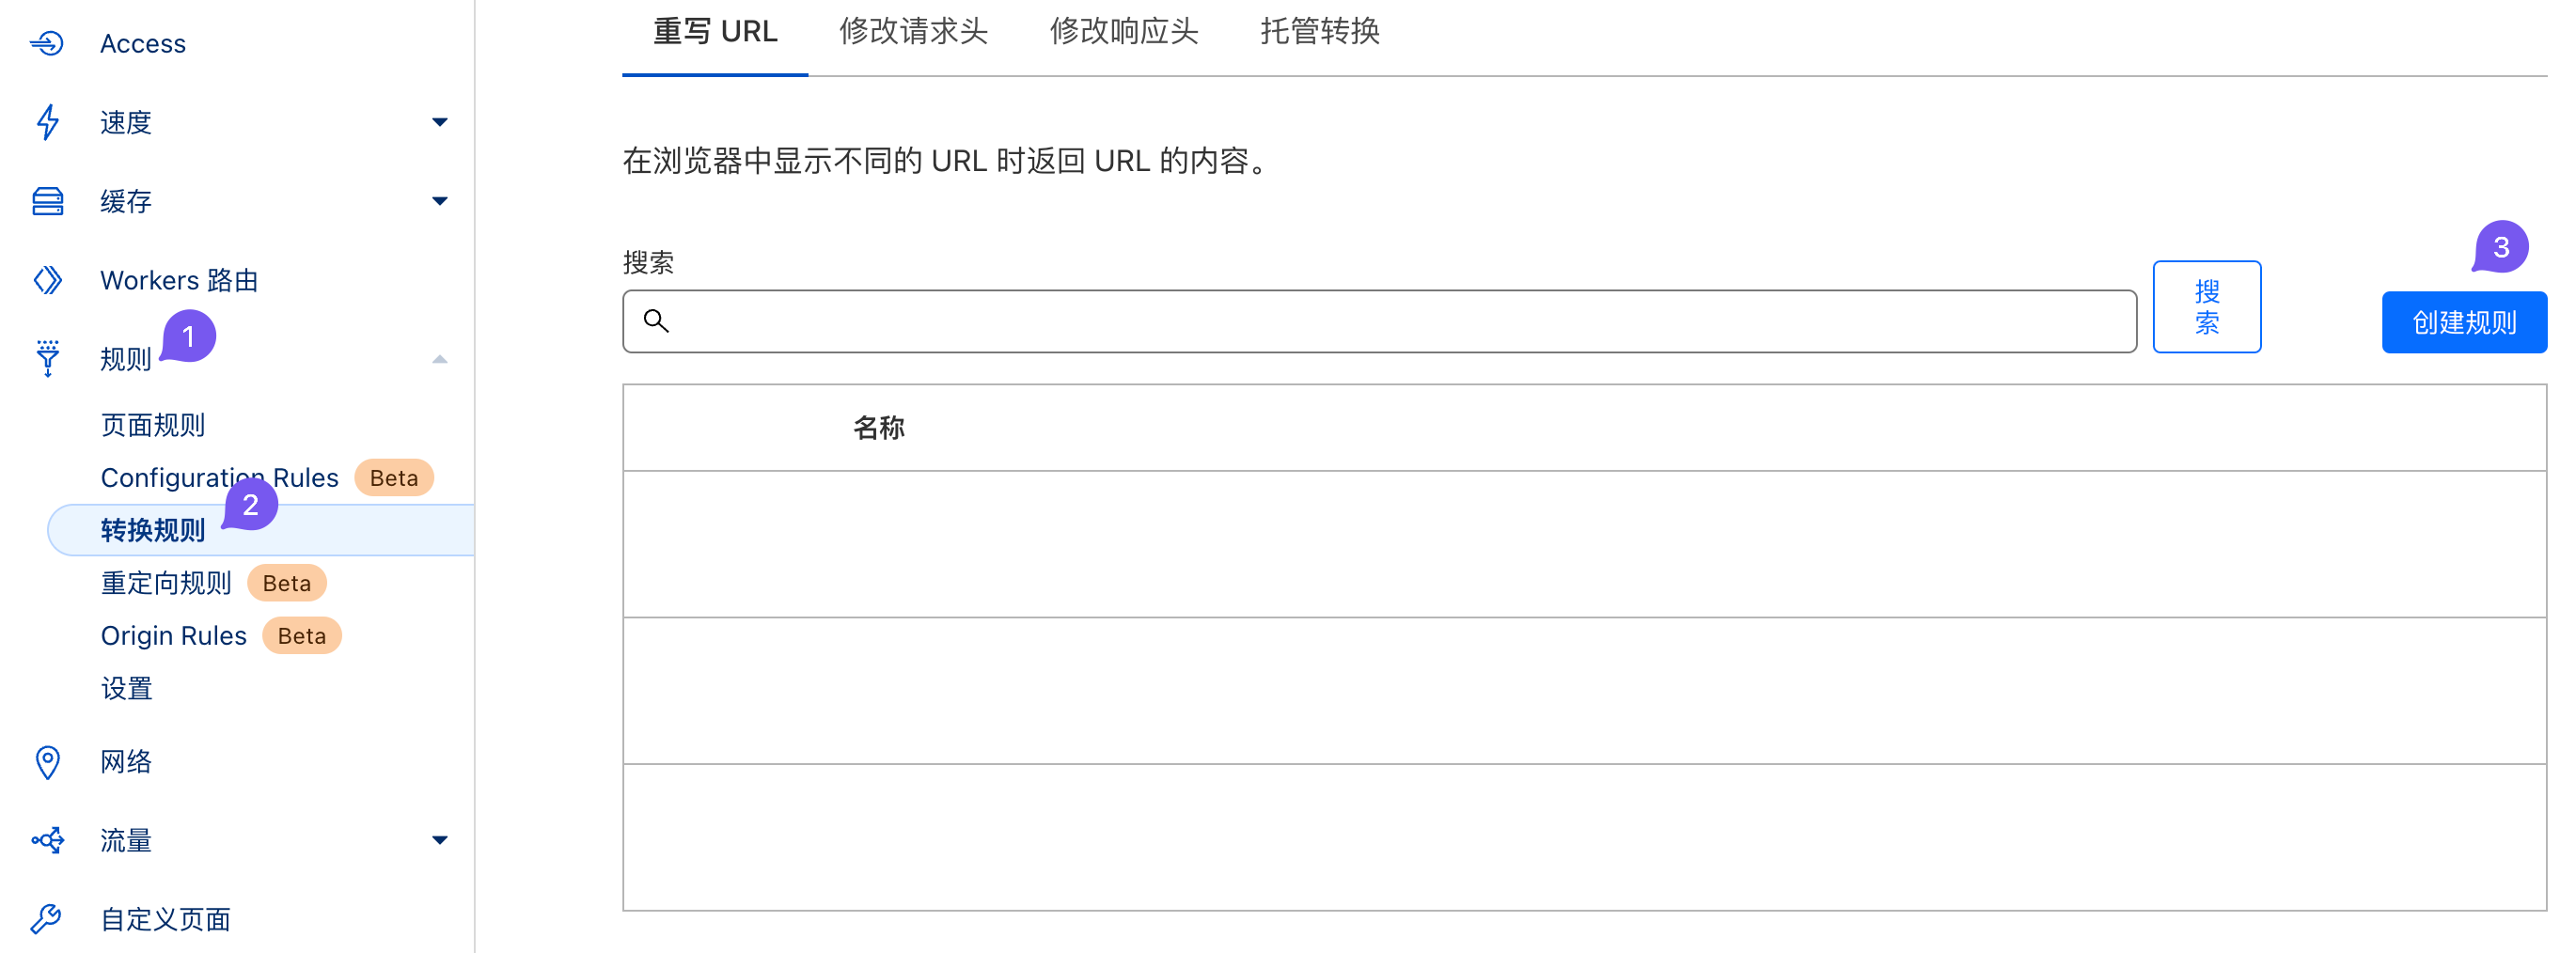 Access
速度
缓存
Workers 路由
规则
1
页面规则
Configuration Rules Beta
2
转换规则
重定向规则 Beta
Origin Rules Beta
设置
网络
流量
自定义页面
重写 URL 修改请求头 修改响应头 托管转换
在浏览器中显示不同的 URL 时返回 URL 的内容。
搜索
搜
索
3
创建规则
名称